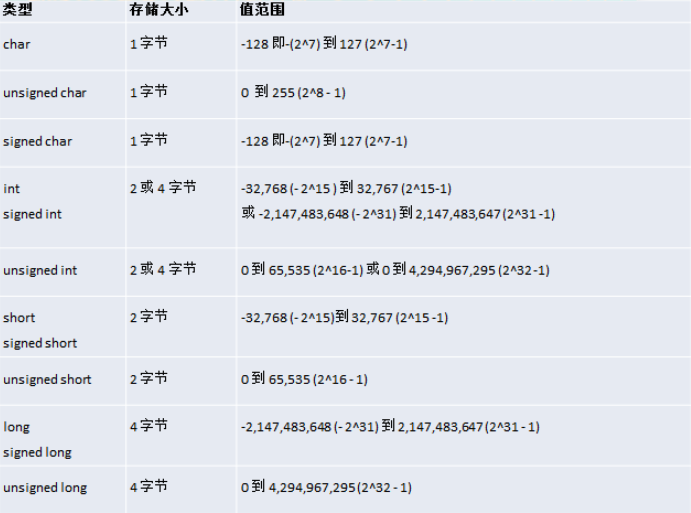 类型 存储大小 值范围
char 1 字节 -128 即-(2^7) 到 127 (2^7-1)
unsigned char 1 字节 0 到 255 (2^8 - 1)
signed char 1 字节 -128 即-(2^7) 到 127 (2^7-1)
int 2 或 4 字节 -32,768 (- 2^15 ) 到 32,767 (2^15-1)
signed int 或 -2,147,483,648 (- 2^31) 到 2,147,483,647 (2^31 -1)
unsigned int 2 或 4 字节 0 到 65,535 (2^16-1) 或 0 到 4,294,967,295 (2^32 -1)
short 2 字节 -32,768 (- 2^15)到 32,767 (2^15 -1)
signed short
unsigned short 2 字节 0 到 65,535 (2^16 - 1)
long 4 字节 -2,147,483,648 (- 2^31) 到 2,147,483,647 (2^31 - 1)
signed long
unsigned long 4 字节 0 到 4,294,967,295 (2^32 - 1)